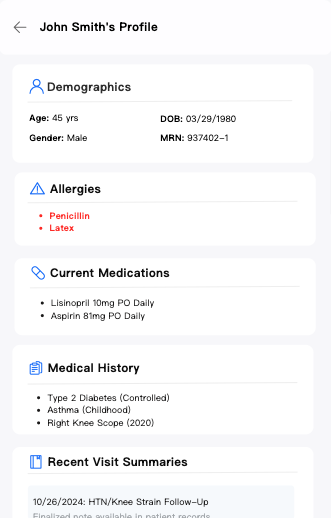 John Smith's Profile
Demographics
Age: 45 yrs
DOB: 03/29/1980
Gender: Male
MRN: 937402-1
Allergies
Penicillin
Latex
Current Medications
Lisinopril 10mg PO Daily
Aspirin 81mg PO Daily
Medical History
Type 2 Diabetes (Controlled)
Asthma (Childhood)
Right Knee Scope (2020)
Recent Visit Summaries
10/26/2024: HTN/Knee Strain Follow-Up
Finalized note available in patient records